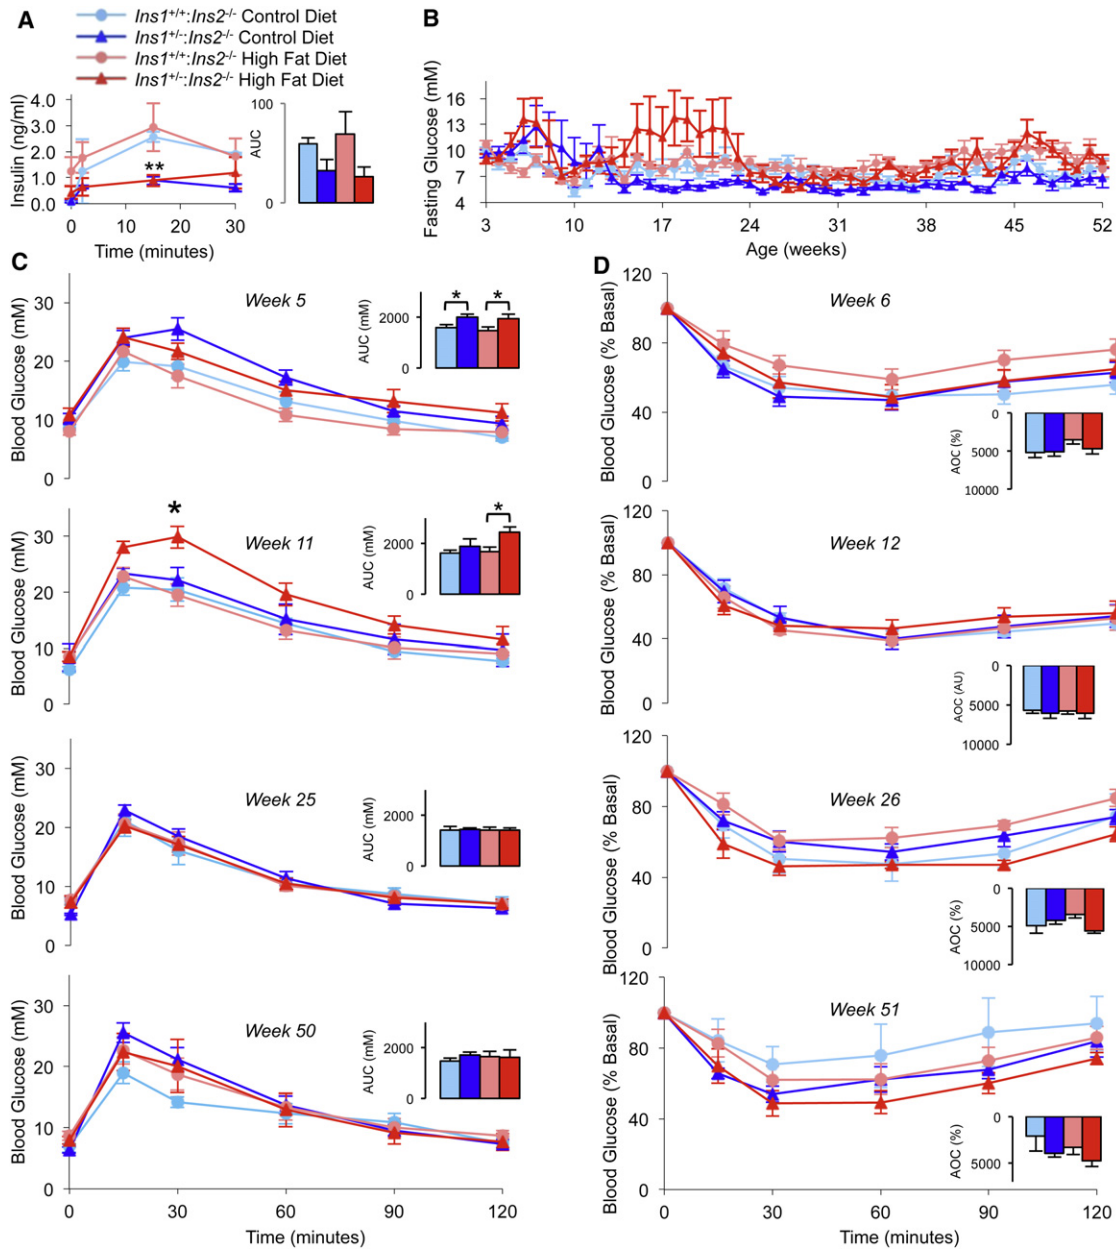 A
Ins1+/+:Ins2-/- Control Diet
Ins1+/-:Ins2-/- Control Diet
Ins1+/+:Ins2-/- High Fat Diet
Ins1+/-:Ins2-/- High Fat Diet
Insulin (ng/ml)
4.0
3.0
2.0
1.0
0.0
**
0 10 20 30
Time (minutes)
AUC
100
0
B
Fasting Glucose (mM)
16
13
10
7
4
3 10 17 24 31 38 45 52
Age (weeks)
C
Week 5
Blood Glucose (mM)
30
20
10
0
AUC (mM)
2000
0
* *
Week 11
Blood Glucose (mM)
30
20
10
0
*
AUC (mM)
2000
0
*
Week 25
Blood Glucose (mM)
30
20
10
0
AUC (mM)
2000
0
Week 50
Blood Glucose (mM)
30
20
10
0
AUC (mM)
2000
0
0 30 60 90 120
Time (minutes)
D
Week 6
Blood Glucose (% Basal)
120
80
40
0
AOC (%)
0
5000
10000
Week 12
Blood Glucose (% Basal)
120
80
40
0
AOC (AU)
0
5000
10000
Week 26
Blood Glucose (% Basal)
120
80
40
0
AOC (%)
0
5000
10000
Week 51
Blood Glucose (% Basal)
120
80
40
0
AOC (%)
0
5000
0 30 60 90 120
Time (minutes)